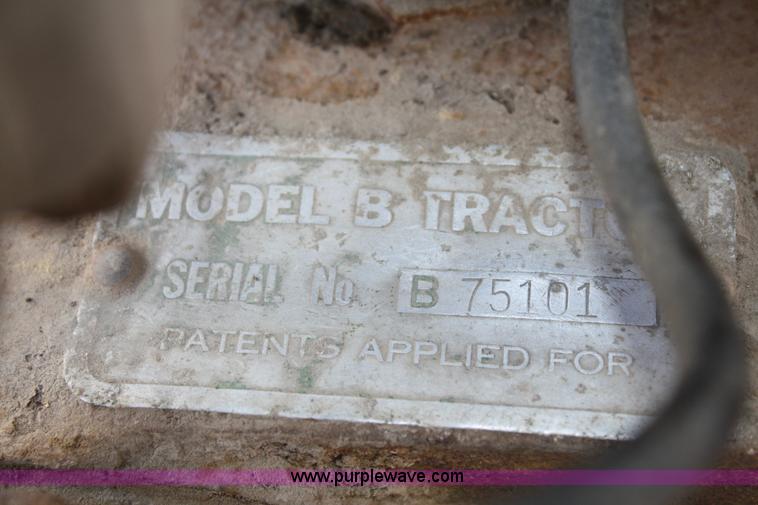 MODEL B TRACTO
SERIAL No B 75101
PATENTS APPLIED FOR
www.purplewave.com